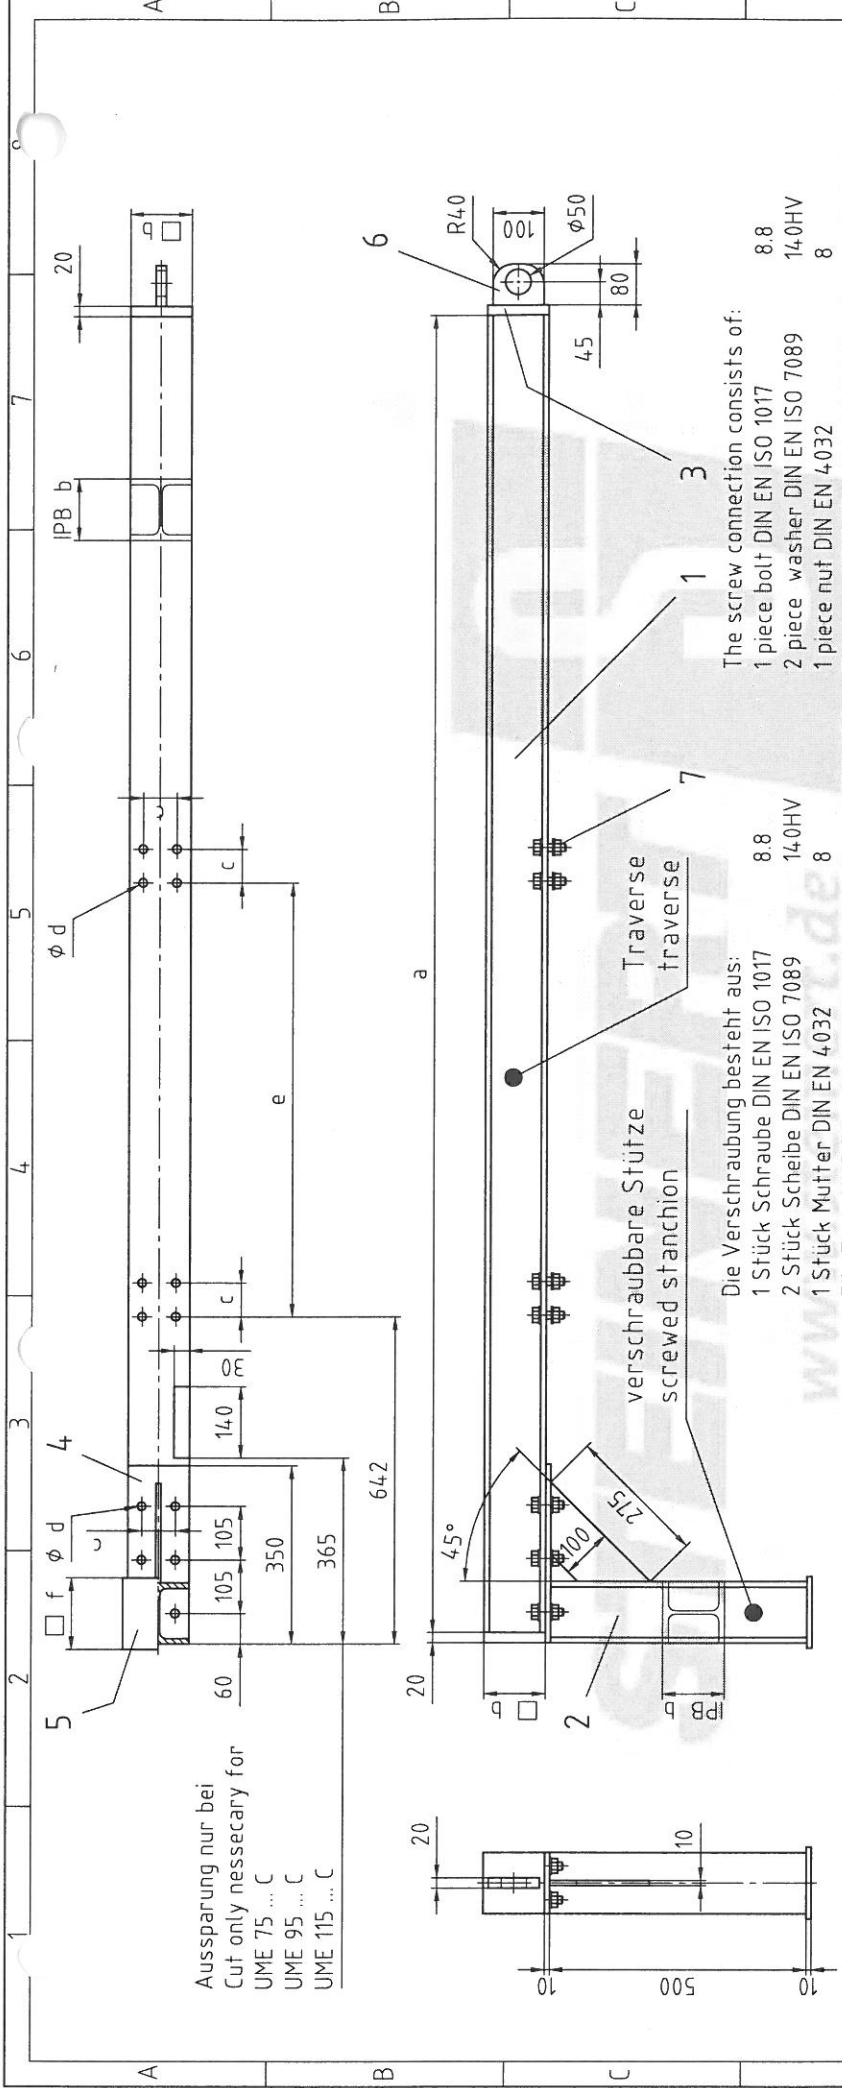 1 2 3 4 5 6 7
A
B
C
A
B
C
Aussparung nur bei
Cut only nessecary for
UME 75 ... C
UME 95 ... C
UME 115 ... C
5
□ f
ϕ d
4
c
60
105
105
350
365
642
140
30
c
e
ϕ d
c
c
IPB b
20
□ b
20
10
10
500
10
20
□ b
2
PB b
45°
100
275
verschraubbare Stütze
screwed stanchion
a
Traverse
traverse
7
1
3
6
R40
100
ϕ50
80
45
Die Verschraubung besteht aus:
1 Stück Schraube DIN EN ISO 1017 8.8
2 Stück Scheibe DIN EN ISO 7089 140HV
1 Stück Mutter DIN EN 4032 8
The screw connection consists of:
1 piece bolt DIN EN ISO 1017 8.8
2 piece washer DIN EN ISO 7089 140HV
1 piece nut DIN EN 4032 8
STEINERT